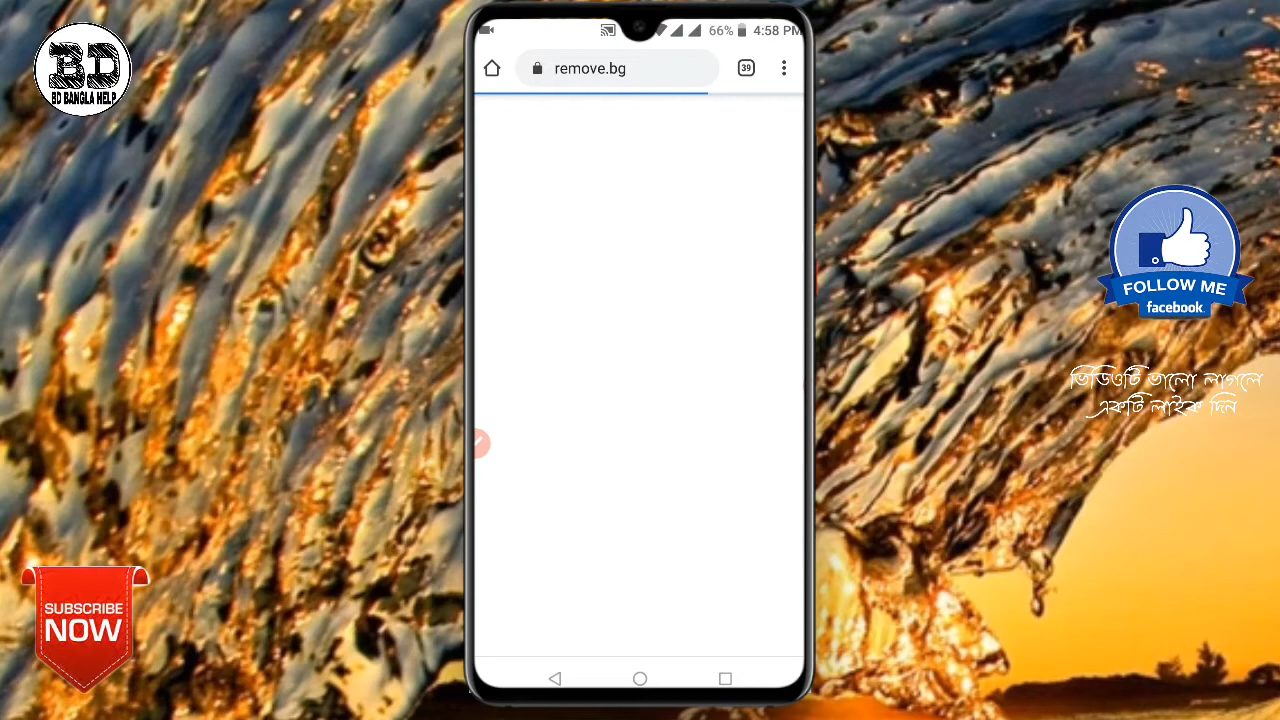 66% 4:58 PM
remove.bg
39
BD
BD BANGLA HELP
FOLLOW ME
facebook
ভিডিওটি ভালো লাগলে
একটি লাইক দিন
SUBSCRIBE
NOW